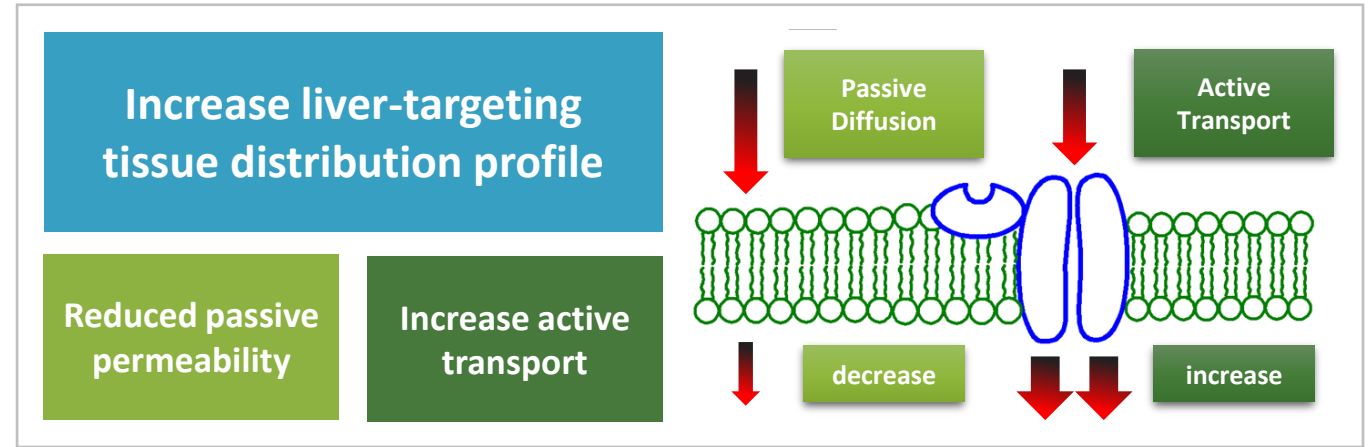 Increase liver-targeting
tissue distribution profile
Reduced passive
permeability
Increase active
transport
Passive
Diffusion
Active
Transport
decrease
increase